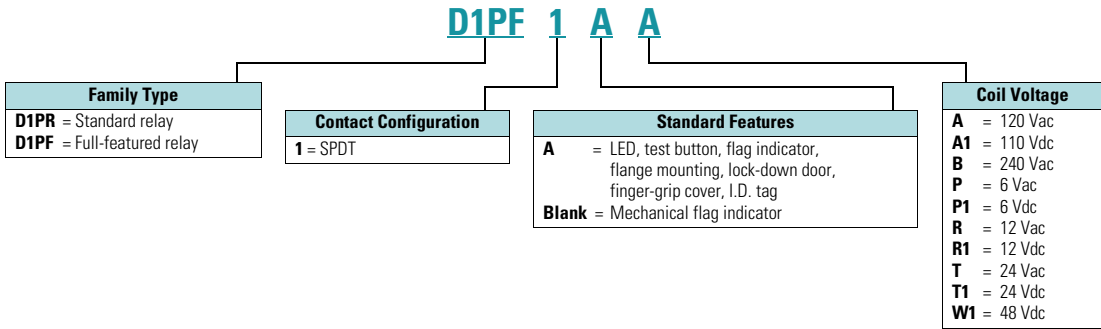 D1PF 1 A A
Family Type
D1PR = Standard relay
D1PF = Full-featured relay
Contact Configuration
1 = SPDT
Standard Features
A = LED, test button, flag indicator,
flange mounting, lock-down door,
finger-grip cover, I.D. tag
Blank = Mechanical flag indicator
Coil Voltage
A = 120 Vac
A1 = 110 Vdc
B = 240 Vac
P = 6 Vac
P1 = 6 Vdc
R = 12 Vac
R1 = 12 Vdc
T = 24 Vac
T1 = 24 Vdc
W1 = 48 Vdc